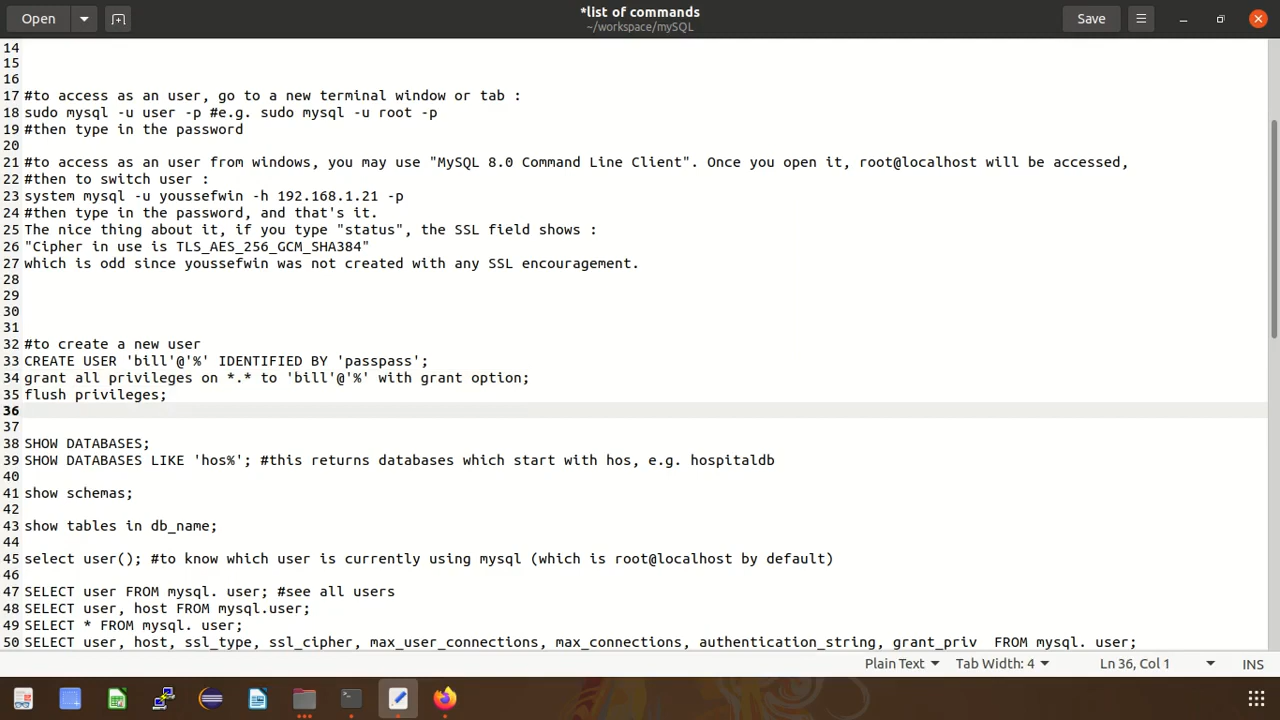 Open
*list of commands
~/workspace/mySQL
Save
14
15
16
17 #to access as an user, go to a new terminal window or tab :
18 sudo mysql -u user -p #e.g. sudo mysql -u root -p
19 #then type in the password
20
21 #to access as an user from windows, you may use "MySQL 8.0 Command Line Client". Once you open it, root@localhost will be accessed,
22 #then to switch user :
23 system mysql -u youssefwin -h 192.168.1.21 -p
24 #then type in the password, and that's it.
25 The nice thing about it, if you type "status", the SSL field shows :
26 "Cipher in use is TLS_AES_256_GCM_SHA384"
27 which is odd since youssefwin was not created with any SSL encouragement.
28
29
30
31
32 #to create a new user
33 CREATE USER 'bill'@'%' IDENTIFIED BY 'passpass';
34 grant all privileges on *.* to 'bill'@'%' with grant option;
35 flush privileges;
36
37
38 SHOW DATABASES;
39 SHOW DATABASES LIKE 'hos%'; #this returns databases which start with hos, e.g. hospitaldb
40
41 show schemas;
42
43 show tables in db_name;
44
45 select user(); #to know which user is currently using mysql (which is root@localhost by default)
46
47 SELECT user FROM mysql. user; #see all users
48 SELECT user, host FROM mysql.user;
49 SELECT * FROM mysql. user;
50 SELECT user, host, ssl_type, ssl_cipher, max_user_connections, max_connections, authentication_string, grant_priv  FROM mysql. user;
Plain Text Tab Width: 4 Ln 36, Col 1 INS